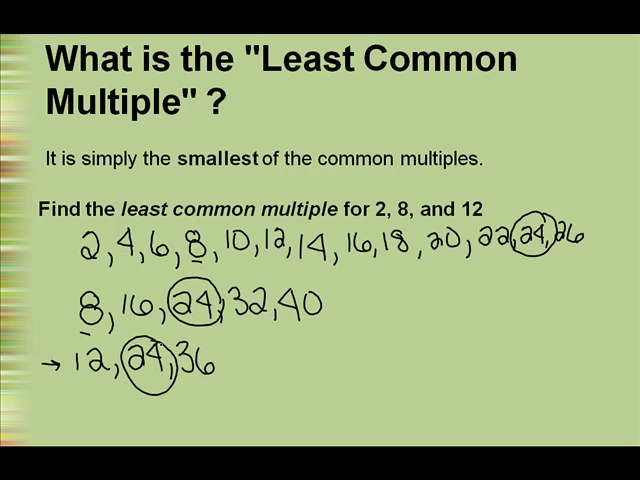 What is the "Least Common
Multiple" ?
It is simply the smallest of the common multiples.
Find the least common multiple for 2, 8, and 12
2, 4, 6, 8, 10, 12, 14, 16, 18, 20, 22, 24, 26
8, 16, 24, 32, 40
→ 12, 24, 36